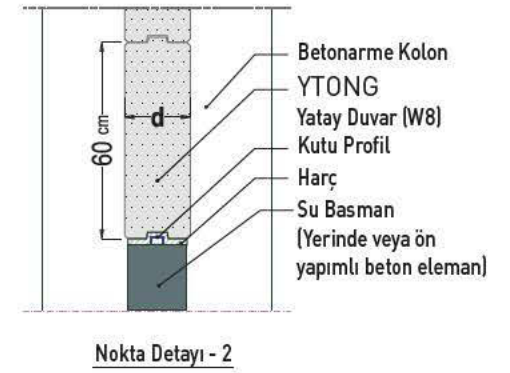 Betonarme Kolon
YTONG
Yatay Duvar (W8)
Kutu Profil
Harç
Su Basman
(Yerinde veya ön
yapımlı beton eleman)
d
60 cm
Nokta Detayı - 2